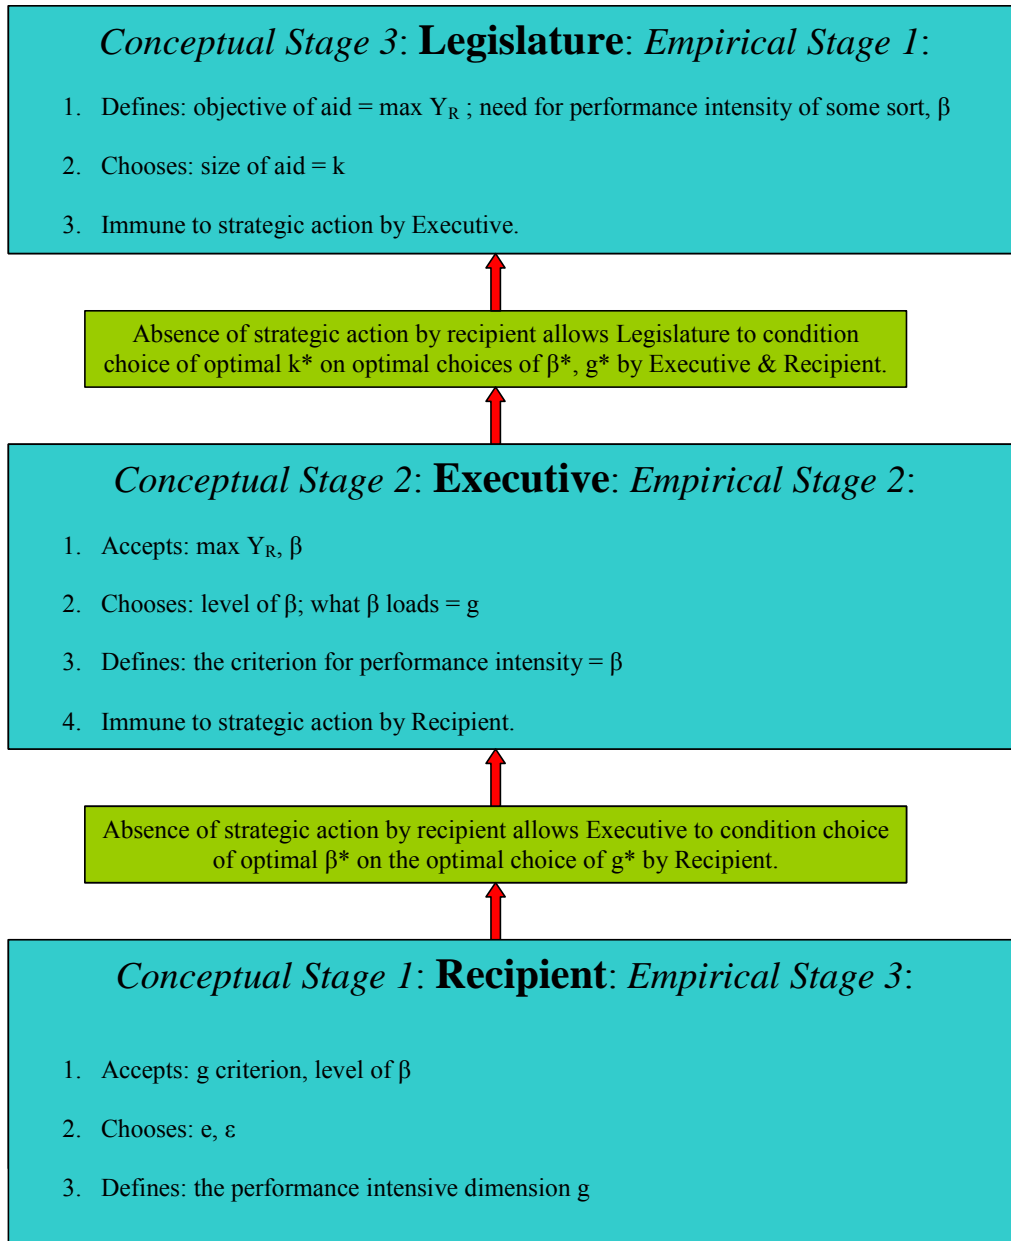 Conceptual Stage 3: Legislature: Empirical Stage 1:
1. Defines: objective of aid = max Y_R ; need for performance intensity of some sort, β
2. Chooses: size of aid = k
3. Immune to strategic action by Executive.
Absence of strategic action by recipient allows Legislature to condition
choice of optimal k* on optimal choices of β*, g* by Executive & Recipient.
Conceptual Stage 2: Executive: Empirical Stage 2:
1. Accepts: max Y_R, β
2. Chooses: level of β; what β loads = g
3. Defines: the criterion for performance intensity = β
4. Immune to strategic action by Recipient.
Absence of strategic action by recipient allows Executive to condition choice
of optimal β* on the optimal choice of g* by Recipient.
Conceptual Stage 1: Recipient: Empirical Stage 3:
1. Accepts: g criterion, level of β
2. Chooses: e, ε
3. Defines: the performance intensive dimension g